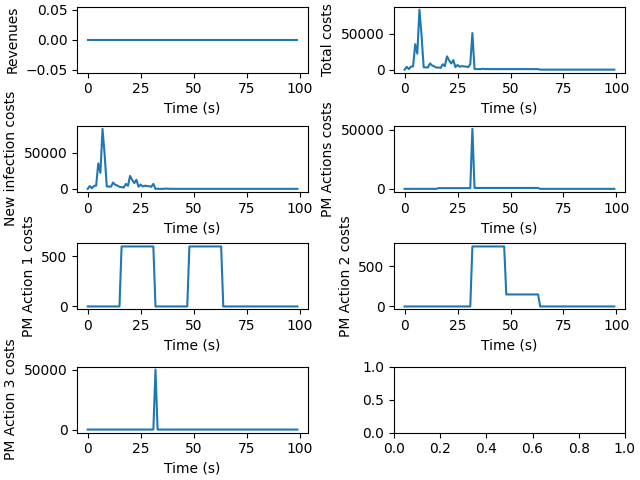 Revenues
0.05
0.00
−0.05
0 25 50 75 100
Time (s)
Total costs
50000
0
0 25 50 75 100
Time (s)
New infection costs
50000
0
0 25 50 75 100
Time (s)
PM Actions costs
50000
0
0 25 50 75 100
Time (s)
PM Action 1 costs
500
0
0 25 50 75 100
Time (s)
PM Action 2 costs
500
0
0 25 50 75 100
Time (s)
PM Action 3 costs
50000
0
0 25 50 75 100
Time (s)
1.0
0.5
0.0
0.0 0.2 0.4 0.6 0.8 1.0